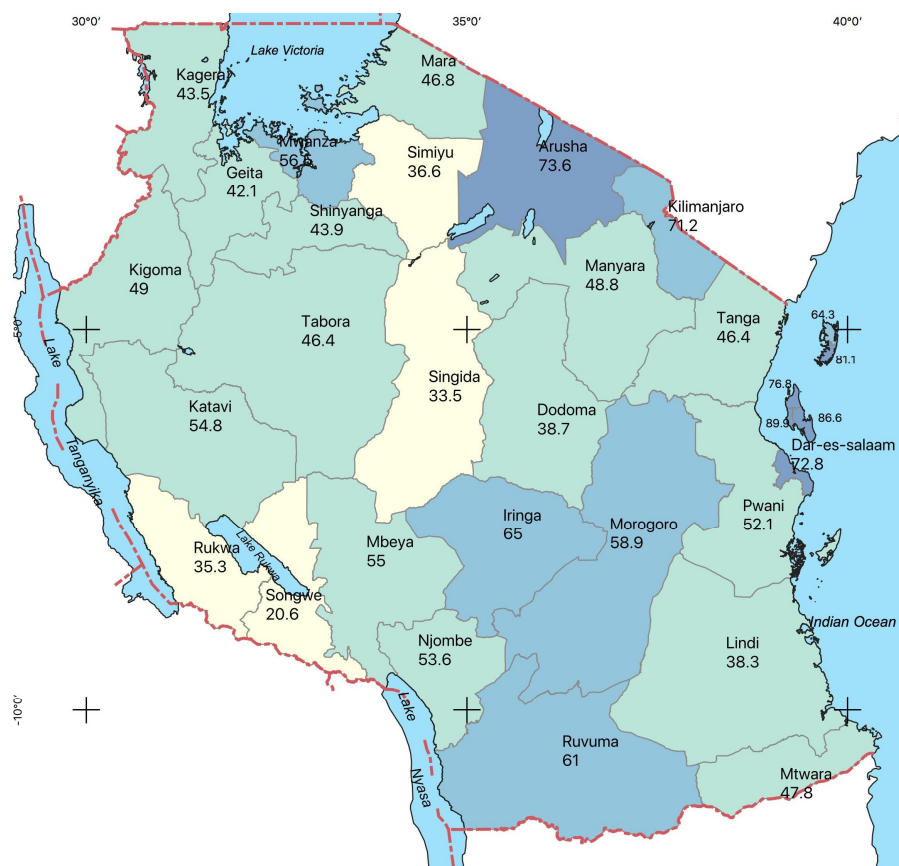 30°0′
35°0′
40°0′
Lake Victoria
Mara
46.8
Kagera
43.5
Mwanza
Arusha
73.6
Simiyu
36.6
Geita
42.1
Kilimanjaro
71.2
Shinyanga
43.9
Kigoma
49
Manyara
48.8
Tabora
46.4
Tanga
46.4
64.3
81.1
-5°0′
Lake
Tanganyika
Singida
33.5
Katavi
54.8
Dodoma
38.7
76.8
86.6
89.9
Dar-es-salaam
72.8
Pwani
52.1
Iringa
65
Morogoro
58.9
Mbeya
55
Rukwa
35.3
Lake Rukwa
Songwe
20.6
Indian Ocean
Njombe
53.6
Lindi
38.3
-10°0′
Lake
Nyasa
Ruvuma
61
Mtwara
47.8